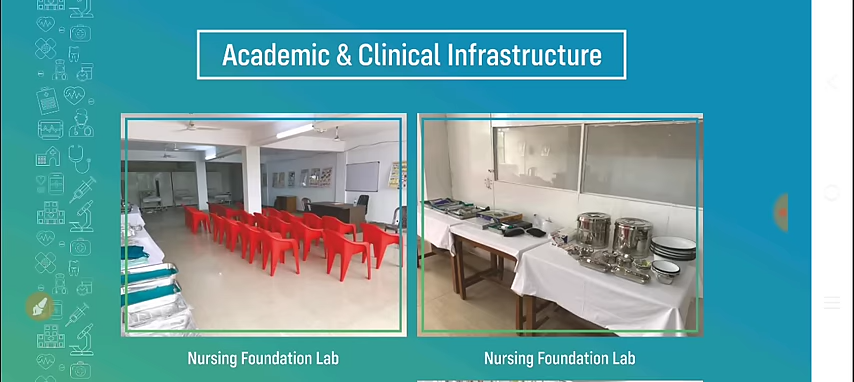 Academic & Clinical Infrastructure
Nursing Foundation Lab
Nursing Foundation Lab